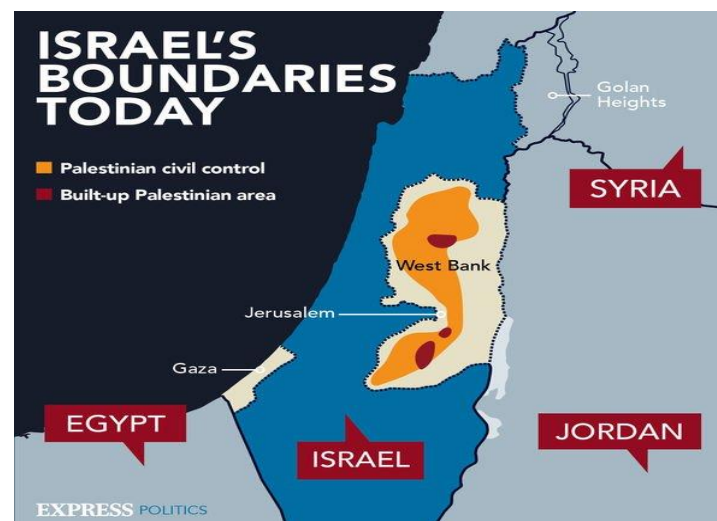 ISRAEL'S
BOUNDARIES
TODAY
Palestinian civil control
Built-up Palestinian area
Golan
Heights
SYRIA
West Bank
Jerusalem
Gaza
EGYPT
ISRAEL
JORDAN
EXPRESS POLITICS